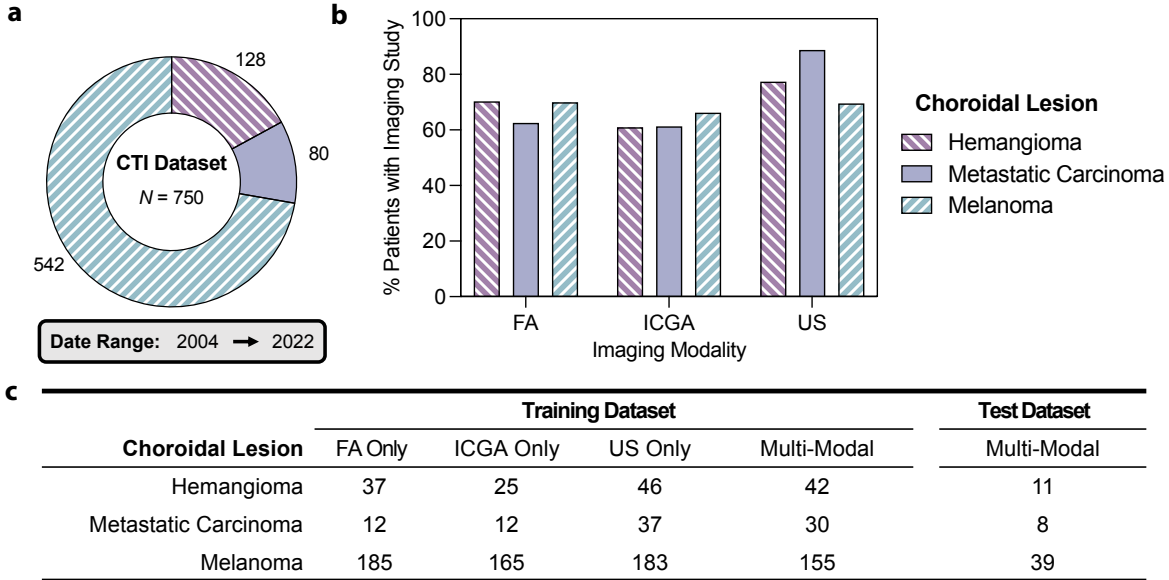 a
128
80
542
CTI Dataset
N = 750
Date Range: 2004 → 2022
b
% Patients with Imaging Study
100
80
60
40
20
0
FA ICGA US
Imaging Modality
Choroidal Lesion
Hemangioma
Metastatic Carcinoma
Melanoma
c
Training Dataset Test Dataset
Choroidal Lesion FA Only ICGA Only US Only Multi-Modal Multi-Modal
Hemangioma 37 25 46 42 11
Metastatic Carcinoma 12 12 37 30 8
Melanoma 185 165 183 155 39